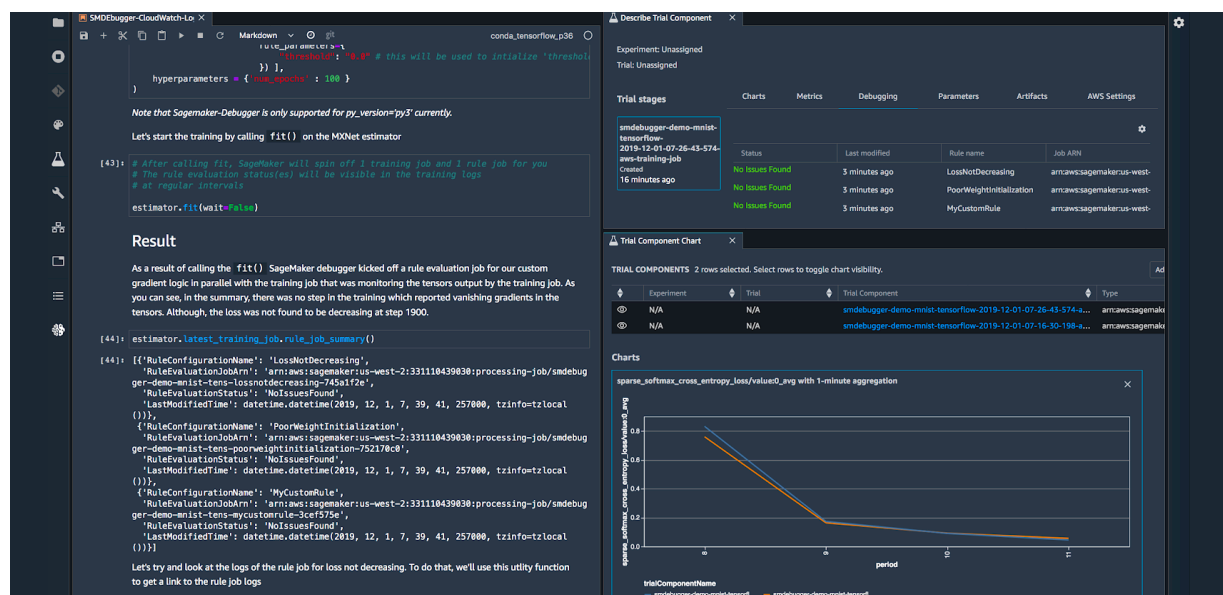 SMDEbugger-CloudWatch-Lo
Markdown
git
conda_tensorflow_p36
rule_parameters={
"threshold": "4.3" # this will be used to intialize 'threshol
}) ],
hyperparameters = { 'num_epochs' : 100 }
)
Note that Sagemaker-Debugger is only supported for py_version='py3' currently.
Let's start the training by calling fit() on the MXNet estimator
[43]: # After calling fit, SageMaker will spin off 1 training job and 1 rule job for you
# The rule evaluation status(es) will be visible in the training logs
# at regular intervals
estimator.fit(wait=False)
Result
As a result of calling the fit() SageMaker debugger kicked off a rule evaluation job for our custom
gradient logic in parallel with the training job that was monitoring the tensors output by the training job. As
you can see, in the summary, there was no step in the training which reported vanishing gradients in the
tensors. Although, the loss was not found to be decreasing at step 1900.
[44]: estimator.latest_training_job.rule_job_summary()
[44]: [{'RuleConfigurationName': 'LossNotDecreasing',
'RuleEvaluationJobArn': 'arn:aws:sagemaker:us-west-2:331110439030:processing-job/smdebug
ger-demo-mnist-tens-lossnotdecreasing-745a1f2e',
'RuleEvaluationStatus': 'NoIssuesFound',
'LastModifiedTime': datetime.datetime(2019, 12, 1, 7, 39, 41, 257000, tzinfo=tzlocal
())},
{'RuleConfigurationName': 'PoorWeightInitialization',
'RuleEvaluationJobArn': 'arn:aws:sagemaker:us-west-2:331110439030:processing-job/smdebug
ger-demo-mnist-tens-poorweightinitialization-752170c0',
'RuleEvaluationStatus': 'NoIssuesFound',
'LastModifiedTime': datetime.datetime(2019, 12, 1, 7, 39, 41, 257000, tzinfo=tzlocal
())},
{'RuleConfigurationName': 'MyCustomRule',
'RuleEvaluationJobArn': 'arn:aws:sagemaker:us-west-2:331110439030:processing-job/smdebug
ger-demo-mnist-tens-mycustomrule-3cef575e',
'RuleEvaluationStatus': 'NoIssuesFound',
'LastModifiedTime': datetime.datetime(2019, 12, 1, 7, 39, 41, 257000, tzinfo=tzlocal
())}]
Let's try and look at the logs of the rule job for loss not decreasing. To do that, we'll use this utlity function
to get a link to the rule job logs
Describe Trial Component
Experiment: Unassigned
Trial: Unassigned
Trial stages
smdebugger-demo-mnist-
tensorflow-
2019-12-01-07-26-43-574-
aws-training-job
Created
16 minutes ago
Charts Metrics Debugging Parameters Artifacts AWS Settings
Status Last modified Rule name Job ARN
No Issues Found 3 minutes ago LossNotDecreasing arn:aws:sagemaker:us-west-
No Issues Found 3 minutes ago PoorWeightInitialization arn:aws:sagemaker:us-west-
No Issues Found 3 minutes ago MyCustomRule arn:aws:sagemaker:us-west-
Trial Component Chart
TRIAL COMPONENTS 2 rows selected. Select rows to toggle chart visibility. Ad
Experiment Trial Trial Component Type
N/A N/A smdebugger-demo-mnist-tensorflow-2019-12-01-07-26-43-574-a... arn:aws:sagemake
N/A N/A smdebugger-demo-mnist-tensorflow-2019-12-01-07-16-30-198-a... arn:aws:sagemake
Charts
sparse_softmax_cross_entropy_loss/value:0_avg with 1-minute aggregation
sparse_softmax_cross_entropy_loss/value:0_avg
0.8
0.6
0.4
0.2
0.0
8 9 10 11
period
trialComponentName